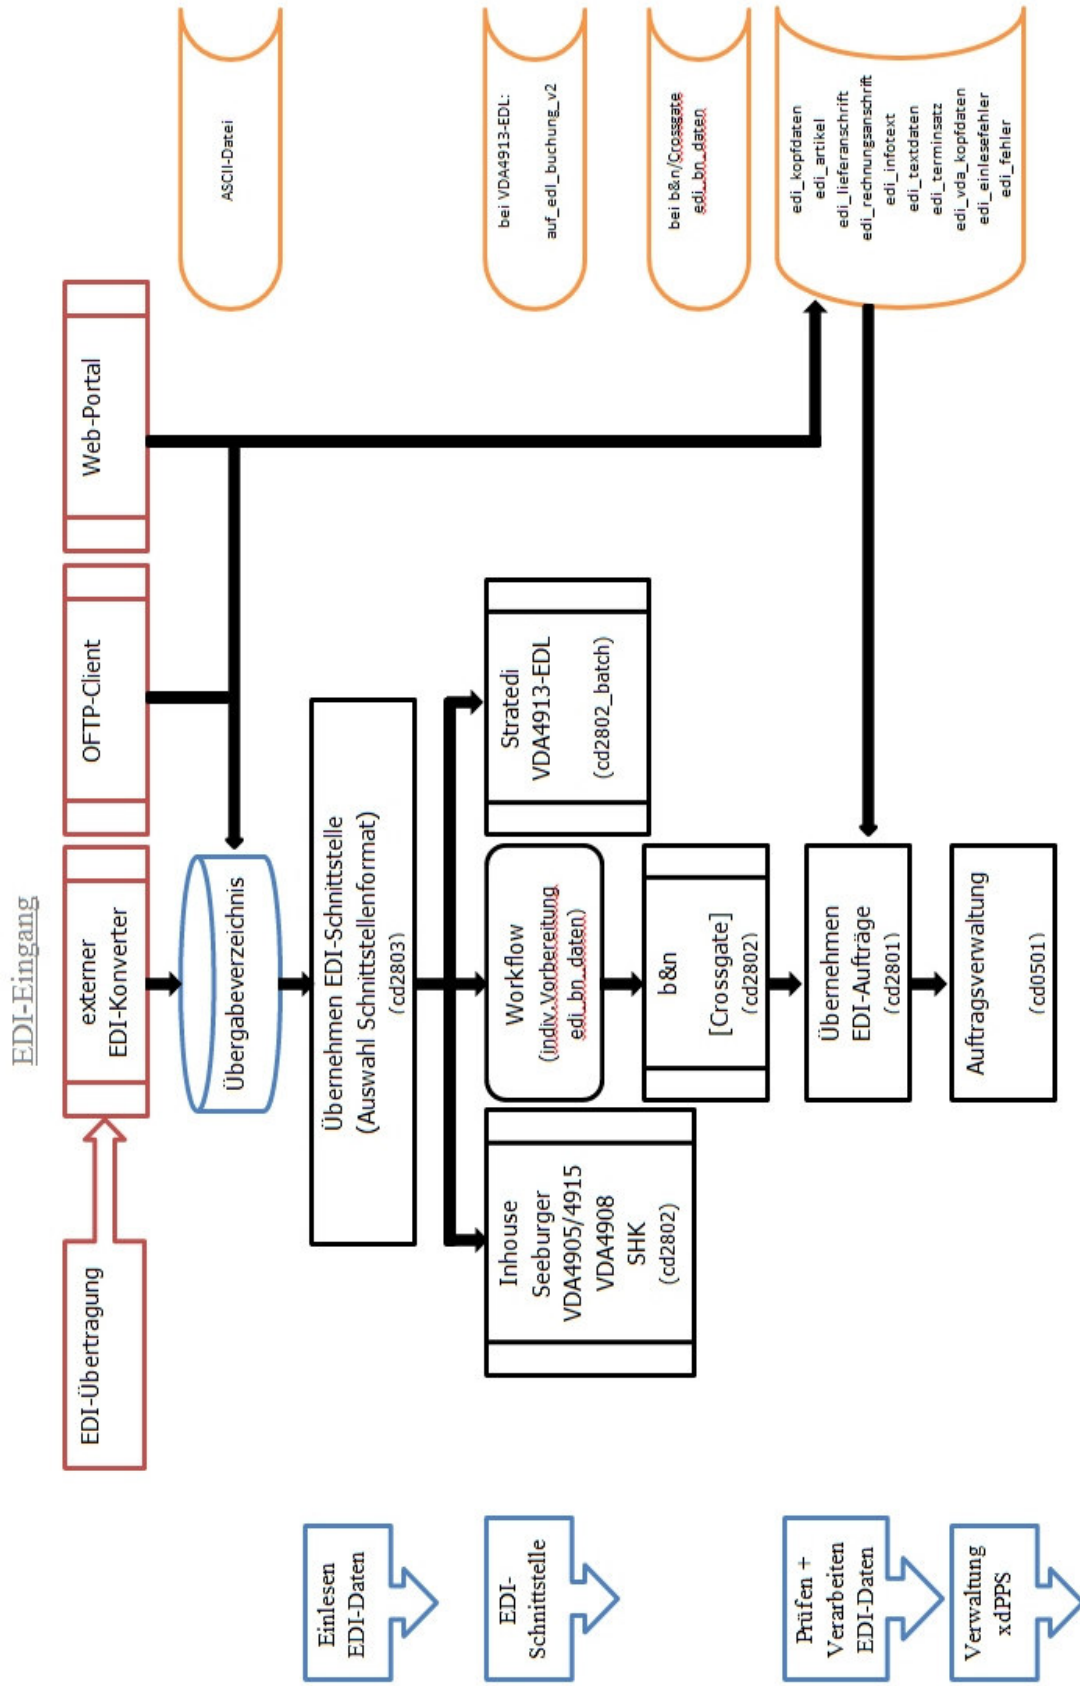 EDI-Eingang
EDI-Übertragung
externer
EDI-Konverter
OFTP-Client
Web-Portal
Übergabeverzeichnis
ASCII-Datei
Einlesen
EDI-Daten
Übernehmen EDI-Schnittstelle
(Auswahl Schnittstellenformat)
(cd2803)
EDI-
Schnittstelle
Inhouse
Seeburger
VDA4905/4915
VDA4908
SHK
(cd2802)
Workflow
(indiv.Vorbereitung
edi_bn_daten)
Stratedi
VDA4913-EDL
(cd2802_batch)
bei VDA4913-EDL:
auf_edl_buchung_v2
b&n
[Crossgate]
(cd2802)
bei b&n/Crossgate
edi_bn_daten
Prüfen +
Verarbeiten
EDI-Daten
Übernehmen
EDI-Aufträge
(cd2801)
edi_kopfdaten
edi_artikel
edi_lieferanschrift
edi_rechnungsanschrift
edi_infotext
edi_textdaten
edi_terminsatz
edi_vda_kopfdaten
edi_einlesefehler
edi_fehler
Verwaltung
xdPPS
Auftragsverwaltung
(cd0501)